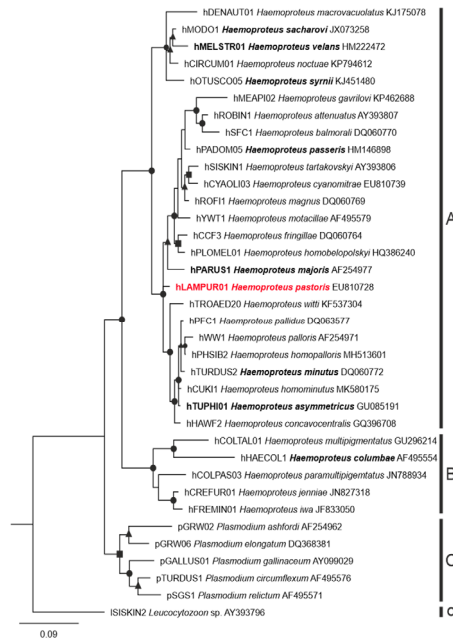 hDENAUT01 Haemoproteus macrovacuolatus KJ175078
hMODO1 Haemoproteus sacharovi JX073258
hMELSTR01 Haemoproteus velans HM222472
hCIRCUM01 Haemoproteus noctuae KP794612
hOTUSCO05 Haemoproteus syrnii KJ451480
hMEAPI02 Haemoproteus gavrilovi KP462688
hROBIN1 Haemoproteus attenuatus AY393807
hSFC1 Haemoproteus balmorali DQ060770
hPADOM05 Haemoproteus passeris HM146898
hSISKIN1 Haemoproteus tartakovskyi AY393806
hCYAOLI03 Haemoproteus cyanomitrae EU810739
hROFI1 Haemoproteus magnus DQ060769
hYWT1 Haemoproteus motacillae AF495579
hCCF3 Haemoproteus fringillae DQ060764
hPLOMEL01 Haemoproteus homobelopolskyi HQ386240
hPARUS1 Haemoproteus majoris AF254977
hLAMPUR01 Haemoproteus pastoris EU810728
hTROAED20 Haemoproteus witti KF537304
hPFC1 Haemoproteus pallidus DQ063577
hWW1 Haemoproteus palloris AF254971
hPHSIB2 Haemoproteus homopalloris MH513601
hTURDUS2 Haemoproteus minutus DQ060772
hCUKI1 Haemoproteus homominutus MK580175
hTUPHI01 Haemoproteus asymmetricus GU085191
hHAWF2 Haemoproteus concavocentralis GQ396708
A
hCOLTAL01 Haemoproteus multipigmentatus GU296214
hHAECOL1 Haemoproteus columbae AF495554
hCOLPAS03 Haemoproteus paramultipigemtatus JN788934
hCREFUR01 Haemoproteus jenniae JN827318
hFREMIN01 Haemoproteus iwa JF833050
B
pGRW02 Plasmodium ashfordi AF254962
pGRW06 Plasmodium elongatum DQ368381
pGALLUS01 Plasmodium gallinaceum AY099029
pTURDUS1 Plasmodium circumflexum AF495576
pSGS1 Plasmodium relictum AF495571
C
lSISKIN2 Leucocytozoon sp. AY393796
0.09